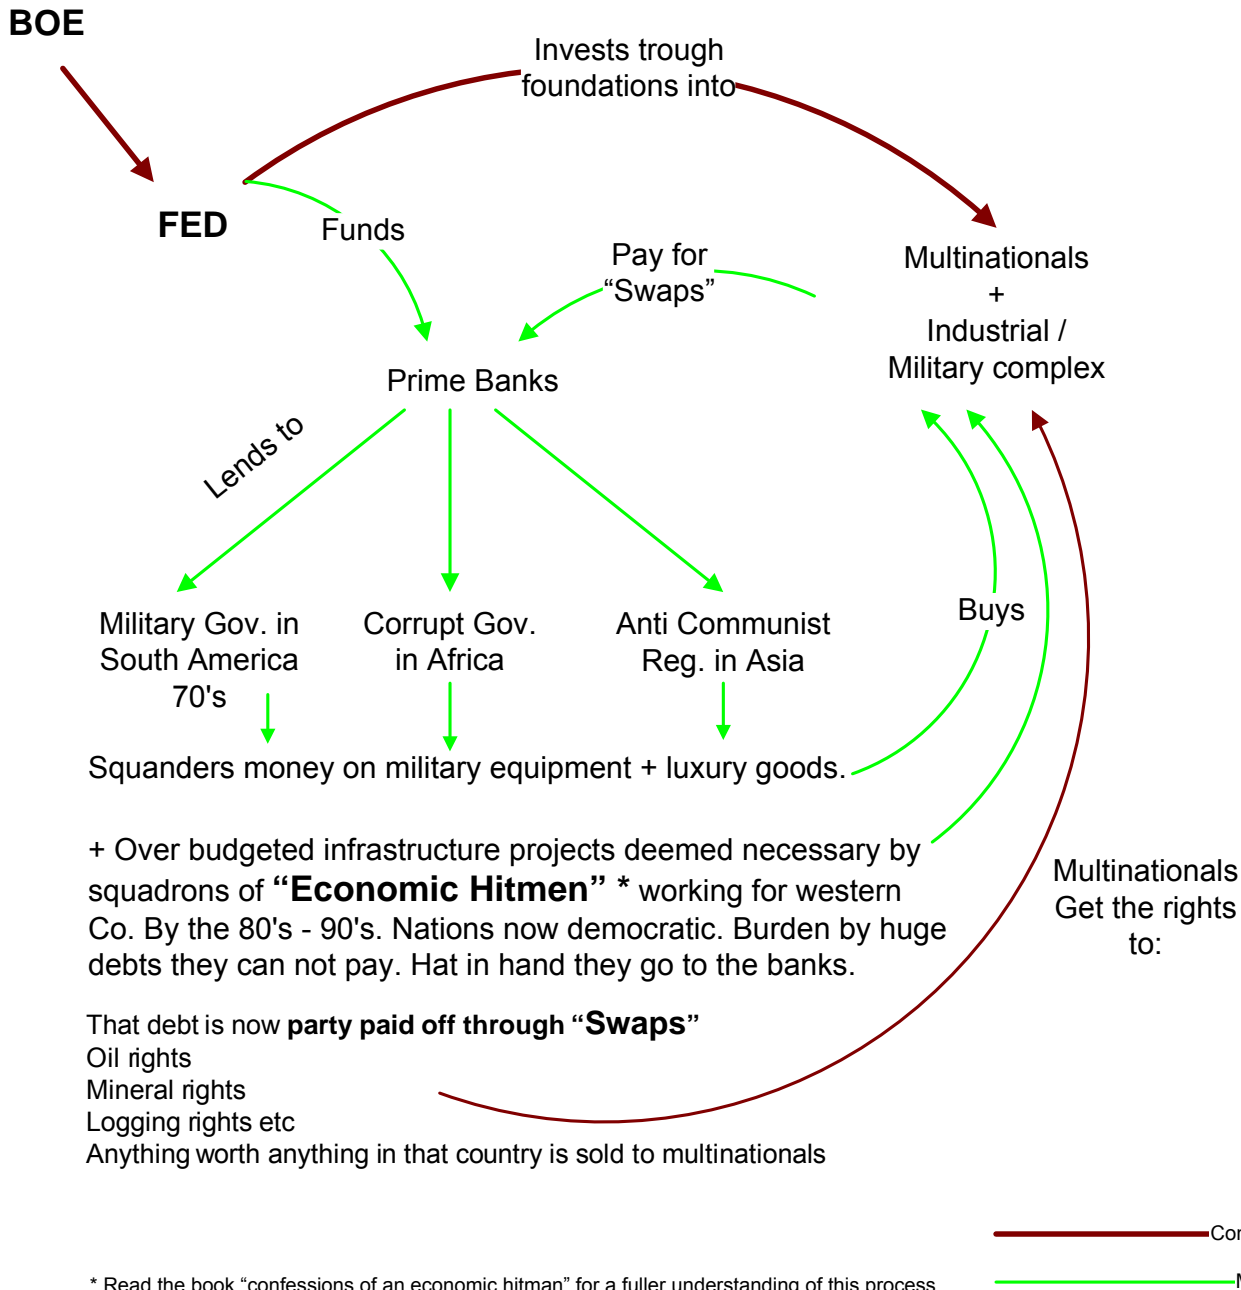 BOE
Invests trough
foundations into
FED
Funds
Pay for
“Swaps”
Multinationals
+
Industrial /
Military complex
Prime Banks
Lends to
Military Gov. in
South America
70's
Corrupt Gov.
in Africa
Anti Communist
Reg. in Asia
Buys
Squanders money on military equipment + luxury goods.
+ Over budgeted infrastructure projects deemed necessary by
squadrons of “Economic Hitmen” * working for western
Co. By the 80's - 90's. Nations now democratic. Burden by huge
debts they can not pay. Hat in hand they go to the banks.
Multinationals
Get the rights
to:
That debt is now party paid off through “Swaps”
Oil rights
Mineral rights
Logging rights etc
Anything worth anything in that country is sold to multinationals
* Read the book “confessions of an economic hitman” for a fuller understanding of this process